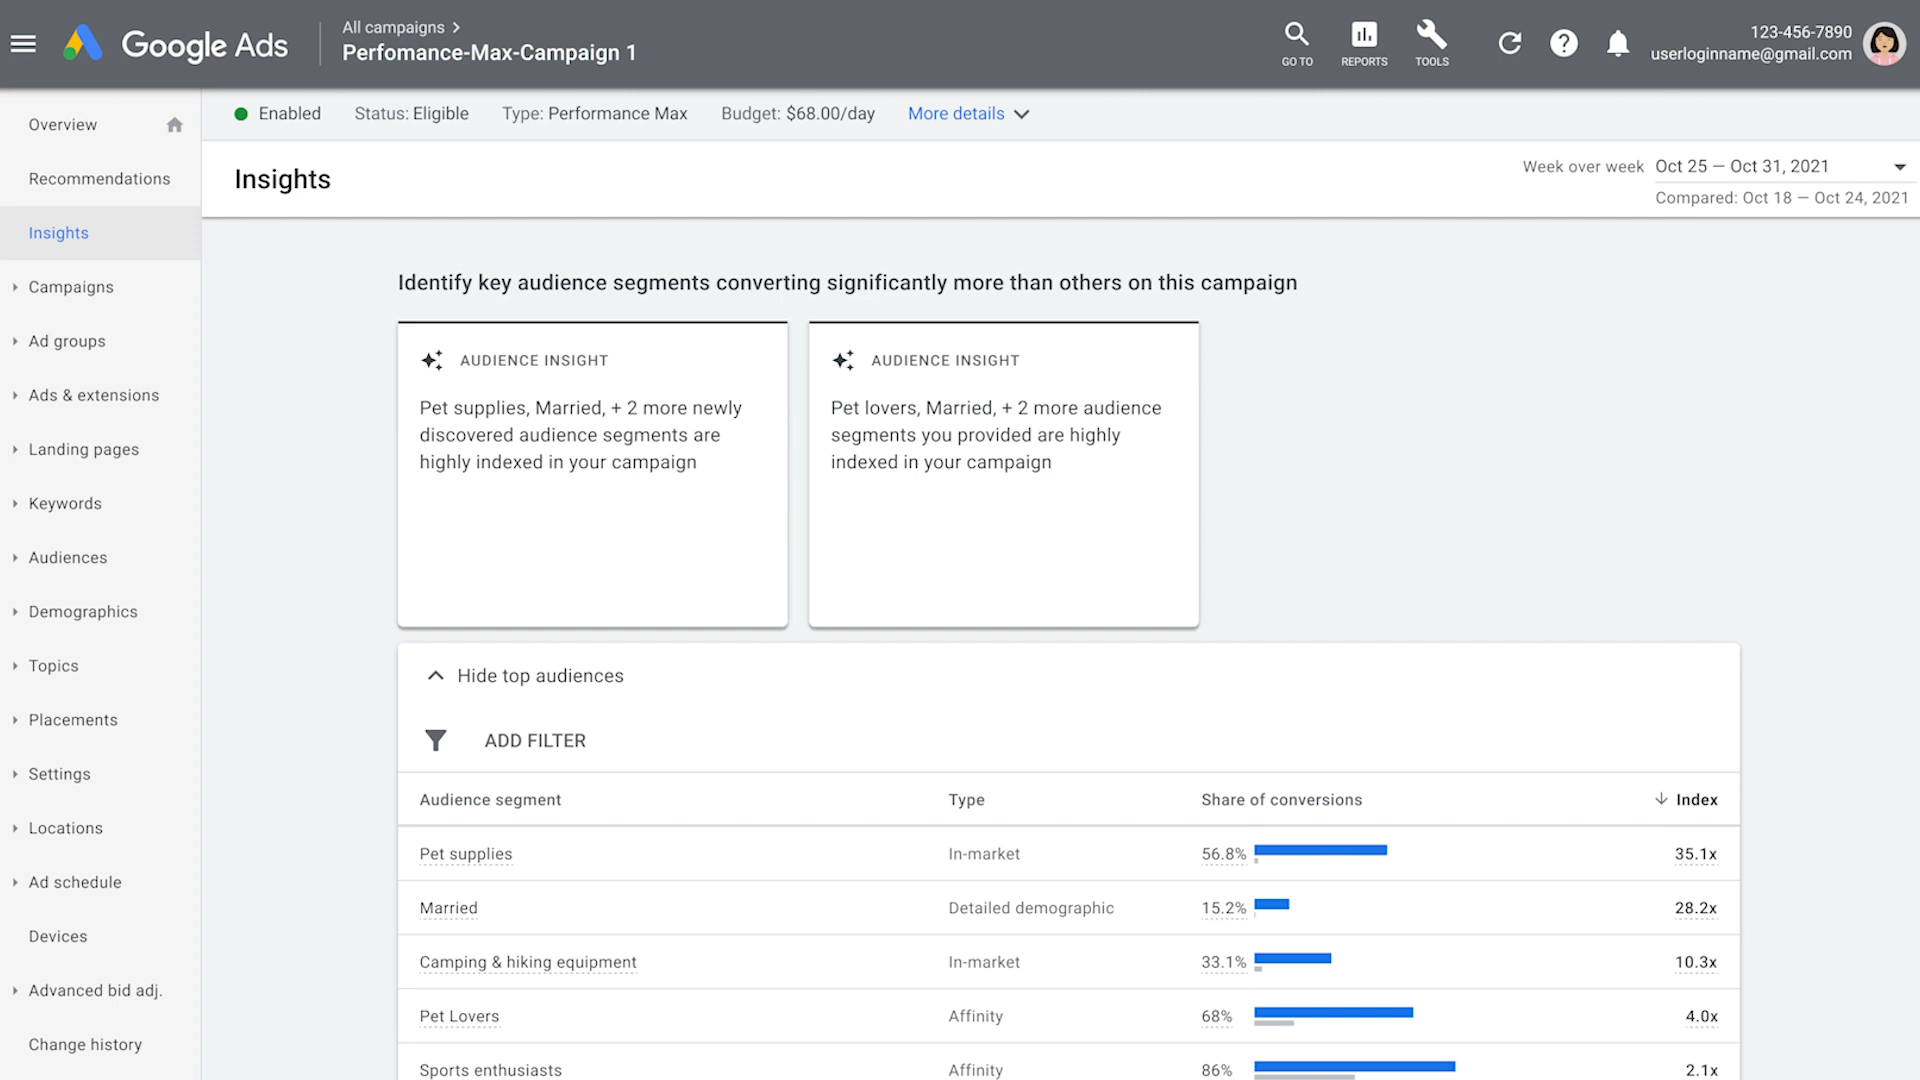 Google Ads
All campaigns
Perfomance-Max-Campaign 1
GO TO
REPORTS
TOOLS
123-456-7890
userloginname@gmail.com
Enabled
Status: Eligible
Type: Performance Max
Budget: $68.00/day
More details
Overview
Recommendations
Insights
Campaigns
Ad groups
Ads & extensions
Landing pages
Keywords
Audiences
Demographics
Topics
Placements
Settings
Locations
Ad schedule
Devices
Advanced bid adj.
Change history
Insights
Week over week Oct 25 – Oct 31, 2021
Compared: Oct 18 – Oct 24, 2021
Identify key audience segments converting significantly more than others on this campaign
AUDIENCE INSIGHT
Pet supplies, Married, + 2 more newly
discovered audience segments are
highly indexed in your campaign
AUDIENCE INSIGHT
Pet lovers, Married, + 2 more audience
segments you provided are highly
indexed in your campaign
Hide top audiences
ADD FILTER
Audience segment Type Share of conversions Index
Pet supplies In-market 56.8% 35.1x
Married Detailed demographic 15.2% 28.2x
Camping & hiking equipment In-market 33.1% 10.3x
Pet Lovers Affinity 68% 4.0x
Sports enthusiasts Affinity 86% 2.1x